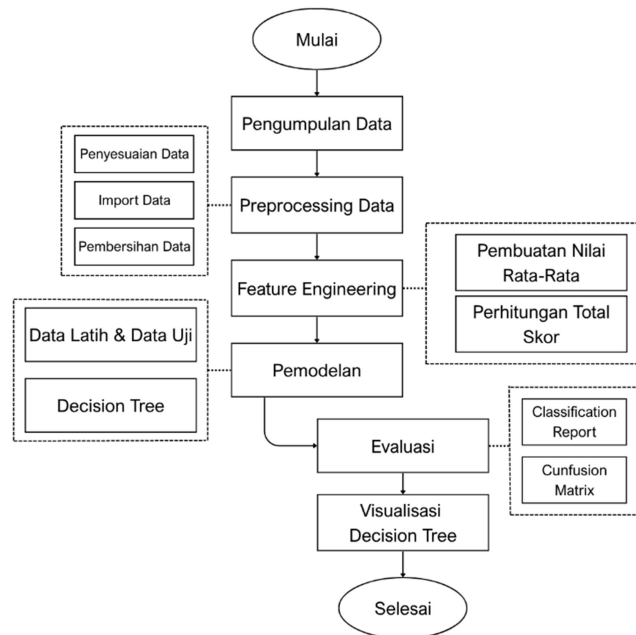 Mulai
Pengumpulan Data
Penyesuaian Data
Import Data
Pembersihan Data
Preprocessing Data
Feature Engineering
Pembuatan Nilai
Rata-Rata
Perhitungan Total
Skor
Data Latih & Data Uji
Decision Tree
Pemodelan
Evaluasi
Classification
Report
Cunfusion
Matrix
Visualisasi
Decision Tree
Selesai